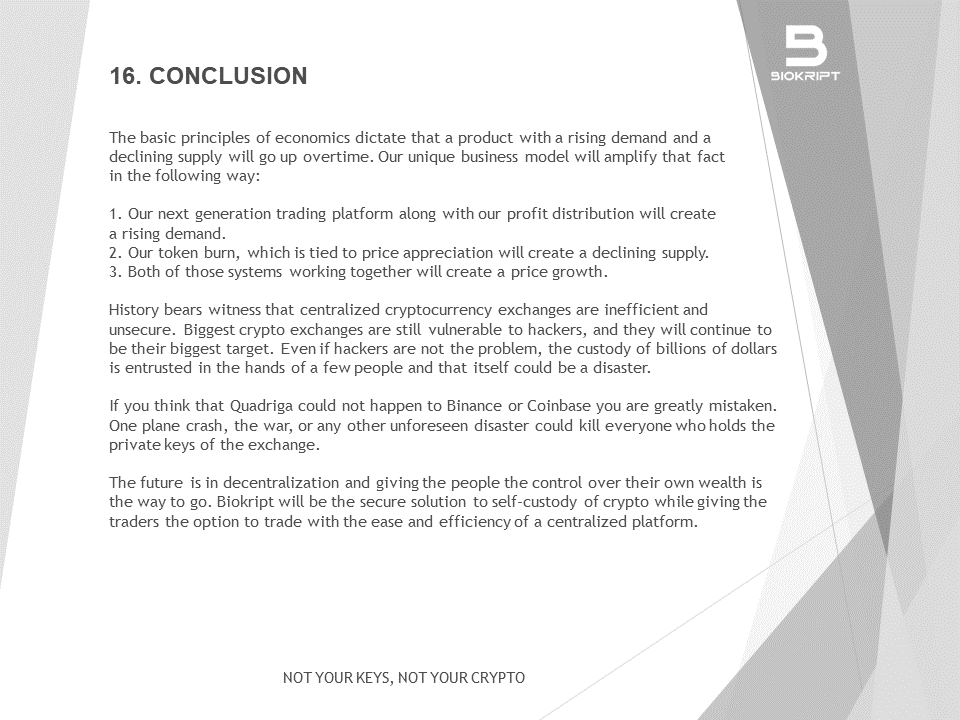 BIOKRIPT
16. CONCLUSION
The basic principles of economics dictate that a product with a rising demand and a
declining supply will go up overtime. Our unique business model will amplify that fact
in the following way:
1. Our next generation trading platform along with our profit distribution will create
a rising demand.
2. Our token burn, which is tied to price appreciation will create a declining supply.
3. Both of those systems working together will create a price growth.
History bears witness that centralized cryptocurrency exchanges are inefficient and
unsecure. Biggest crypto exchanges are still vulnerable to hackers, and they will continue to
be their biggest target. Even if hackers are not the problem, the custody of billions of dollars
is entrusted in the hands of a few people and that itself could be a disaster.
If you think that Quadriga could not happen to Binance or Coinbase you are greatly mistaken.
One plane crash, the war, or any other unforeseen disaster could kill everyone who holds the
private keys of the exchange.
The future is in decentralization and giving the people the control over their own wealth is
the way to go. Biokript will be the secure solution to self-custody of crypto while giving the
traders the option to trade with the ease and efficiency of a centralized platform.
NOT YOUR KEYS, NOT YOUR CRYPTO